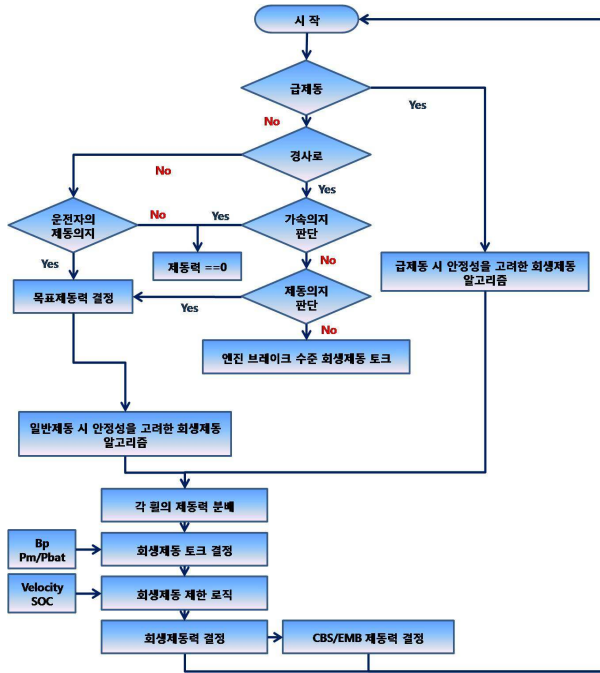 시 작
급제동
Yes
No
경사로
No
Yes
운전자의
제동의지
No
Yes
가속의지
판단
Yes
No
제동력 ==0
급제동 시 안정성을 고려한 회생제동
알고리즘
목표제동력 결정
Yes
제동의지
판단
No
엔진 브레이크 수준 회생제동 토크
일반제동 시 안정성을 고려한 회생제동
알고리즘
각 휠의 제동력 분배
Bp
Pm/Pbat
회생제동 토크 결정
Velocity
SOC
회생제동 제한 로직
회생제동력 결정
CBS/EMB 제동력 결정